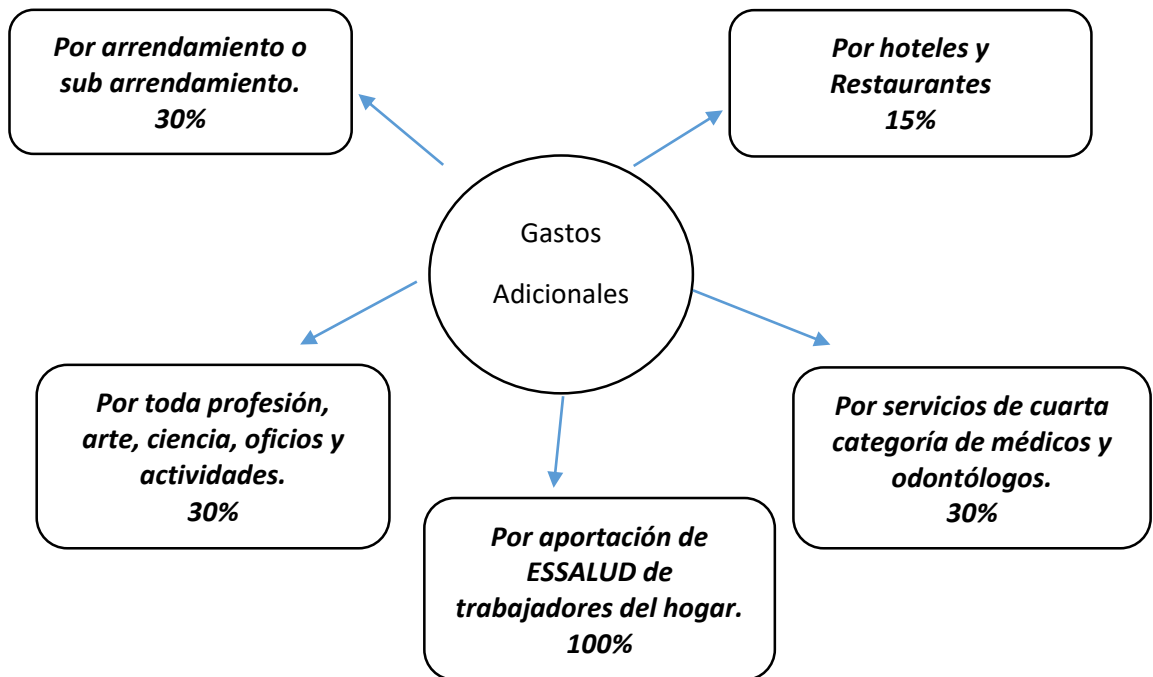 Por arrendamiento o
sub arrendamiento.
30%
Por hoteles y
Restaurantes
15%
Gastos
Adicionales
Por toda profesión,
arte, ciencia, oficios y
actividades.
30%
Por servicios de cuarta
categoría de médicos y
odontólogos.
30%
Por aportación de
ESSALUD de
trabajadores del hogar.
100%